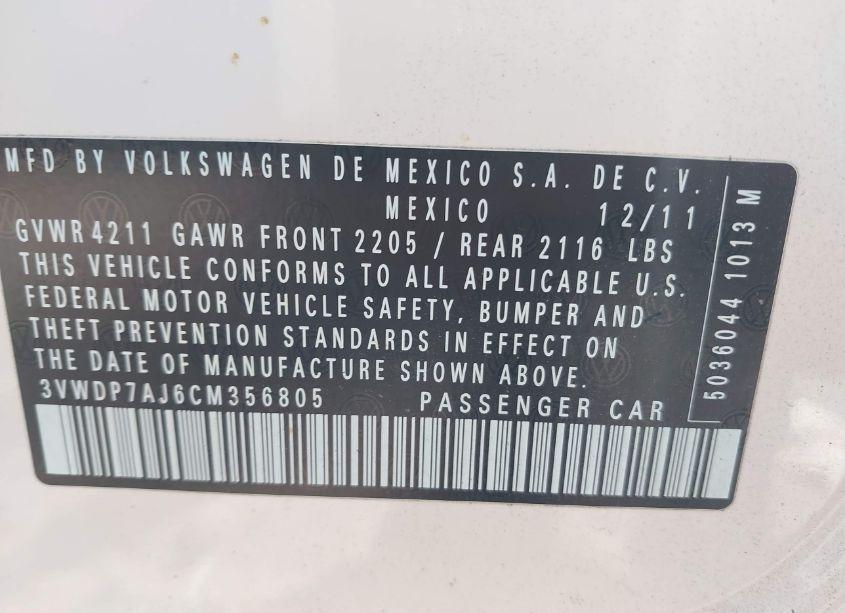 MFD BY VOLKSWAGEN DE MEXICO S.A. DE C.V.
MEXICO 12/11
GVWR 4211 GAWR FRONT 2205 / REAR 2116 LBS
THIS VEHICLE CONFORMS TO ALL APPLICABLE U.S.
FEDERAL MOTOR VEHICLE SAFETY, BUMPER AND
THEFT PREVENTION STANDARDS IN EFFECT ON
THE DATE OF MANUFACTURE SHOWN ABOVE.
3VWDP7AJ6CM356805 PASSENGER CAR
5036044 1013 M